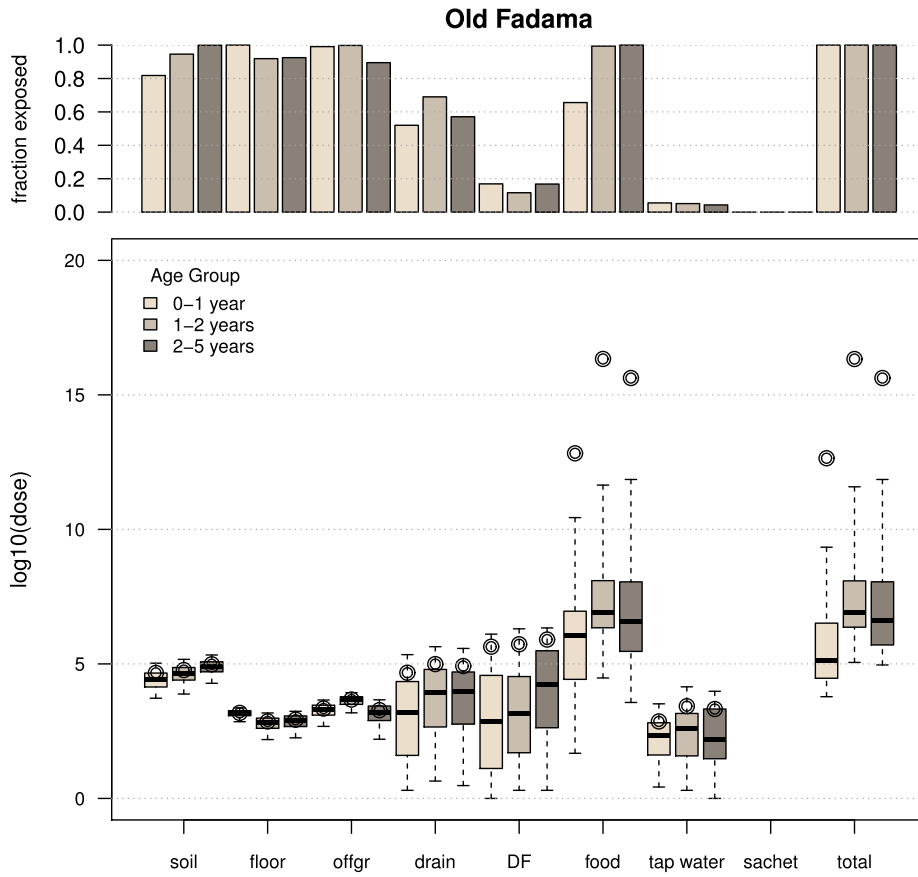 Old Fadama
fraction exposed
1.0
0.8
0.6
0.4
0.2
0.0
log10(dose)
20
15
10
5
0
Age Group
0−1 year
1−2 years
2−5 years
soil floor offgr drain DF food tap water sachet total